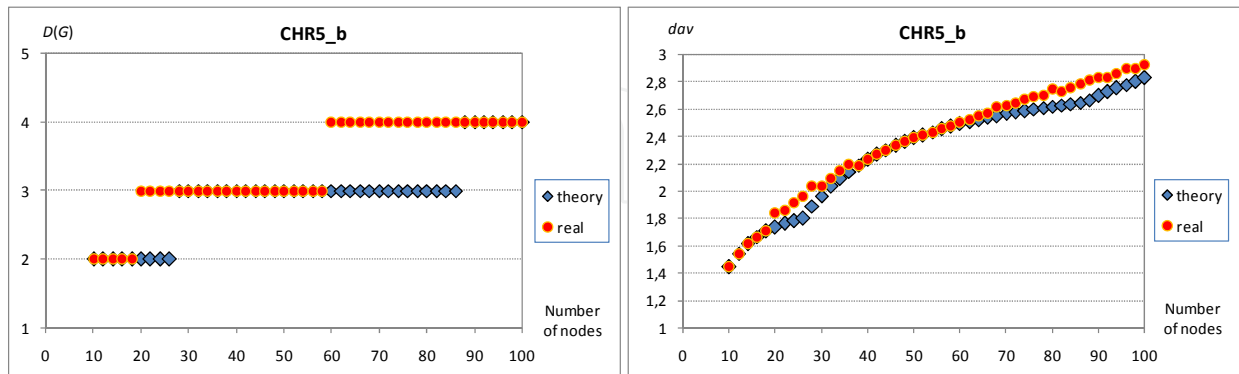 D(G)
CHR5_b
5
4
3
2
1
0 10 20 30 40 50 60 70 80 90 100
Number
of nodes
theory
real
dav
CHR5_b
3
2,8
2,6
2,4
2,2
2
1,8
1,6
1,4
1,2
1
0 10 20 30 40 50 60 70 80 90 100
Number
of nodes
theory
real